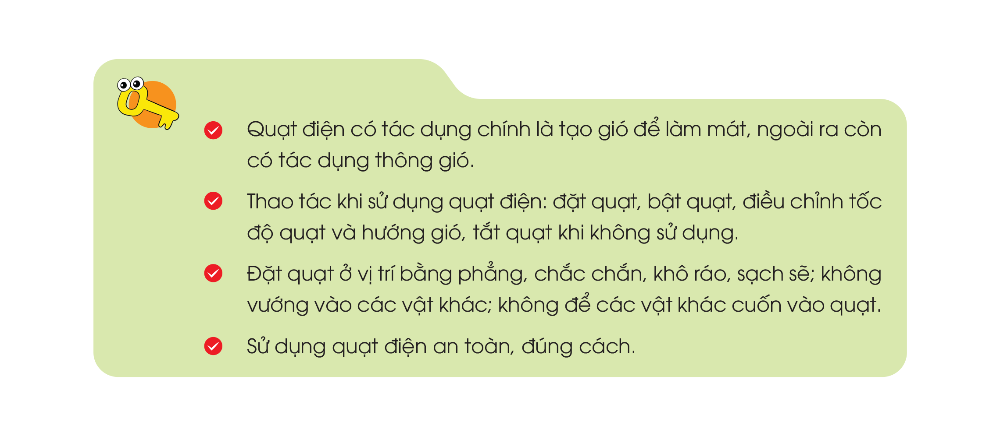 Quạt điện có tác dụng chính là tạo gió để làm mát, ngoài ra còn
có tác dụng thông gió.
Thao tác khi sử dụng quạt điện: đặt quạt, bật quạt, điều chỉnh tốc
độ quạt và hướng gió, tắt quạt khi không sử dụng.
Đặt quạt ở vị trí bằng phẳng, chắc chắn, khô ráo, sạch sẽ; không
vướng vào các vật khác; không để các vật khác cuốn vào quạt.
Sử dụng quạt điện an toàn, đúng cách.